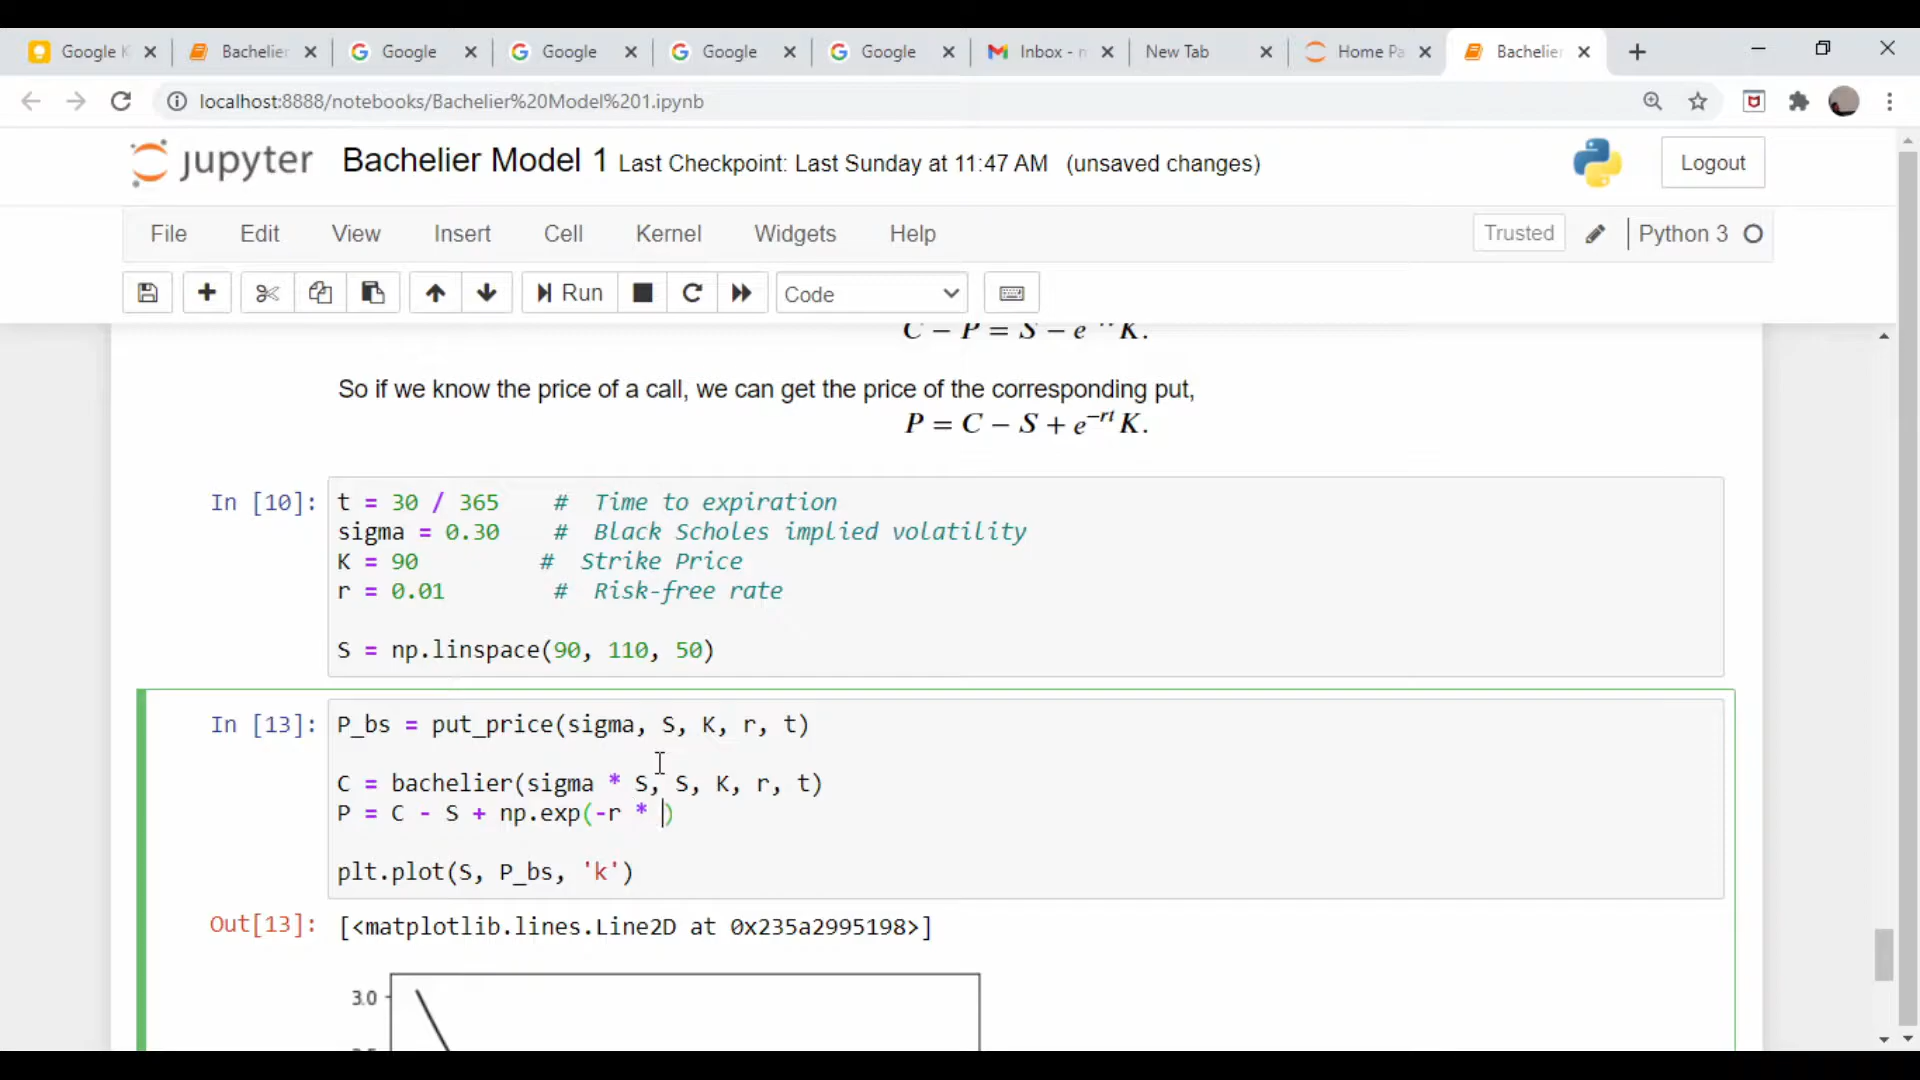 Google K
Bachelier
Google
Google
Google
Google
Inbox - n
New Tab
Home Pa
Bachelier
localhost:8888/notebooks/Bachelier%20Model%201.ipynb
jupyter
Bachelier Model 1 Last Checkpoint: Last Sunday at 11:47 AM (unsaved changes)
Logout
File Edit View Insert Cell Kernel Widgets Help
Trusted
Python 3
Run
Code
C − P = S − e^−rt K.
So if we know the price of a call, we can get the price of the corresponding put,
P = C − S + e^−rt K.
In [10]: t = 30 / 365 # Time to expiration
sigma = 0.30 # Black Scholes implied volatility
K = 90 # Strike Price
r = 0.01 # Risk-free rate
S = np.linspace(90, 110, 50)
In [13]: P_bs = put_price(sigma, S, K, r, t)
C = bachelier(sigma * S, S, K, r, t)
P = C - S + np.exp(-r * )
plt.plot(S, P_bs, 'k')
Out[13]: [<matplotlib.lines.Line2D at 0x235a2995198>]
3.0